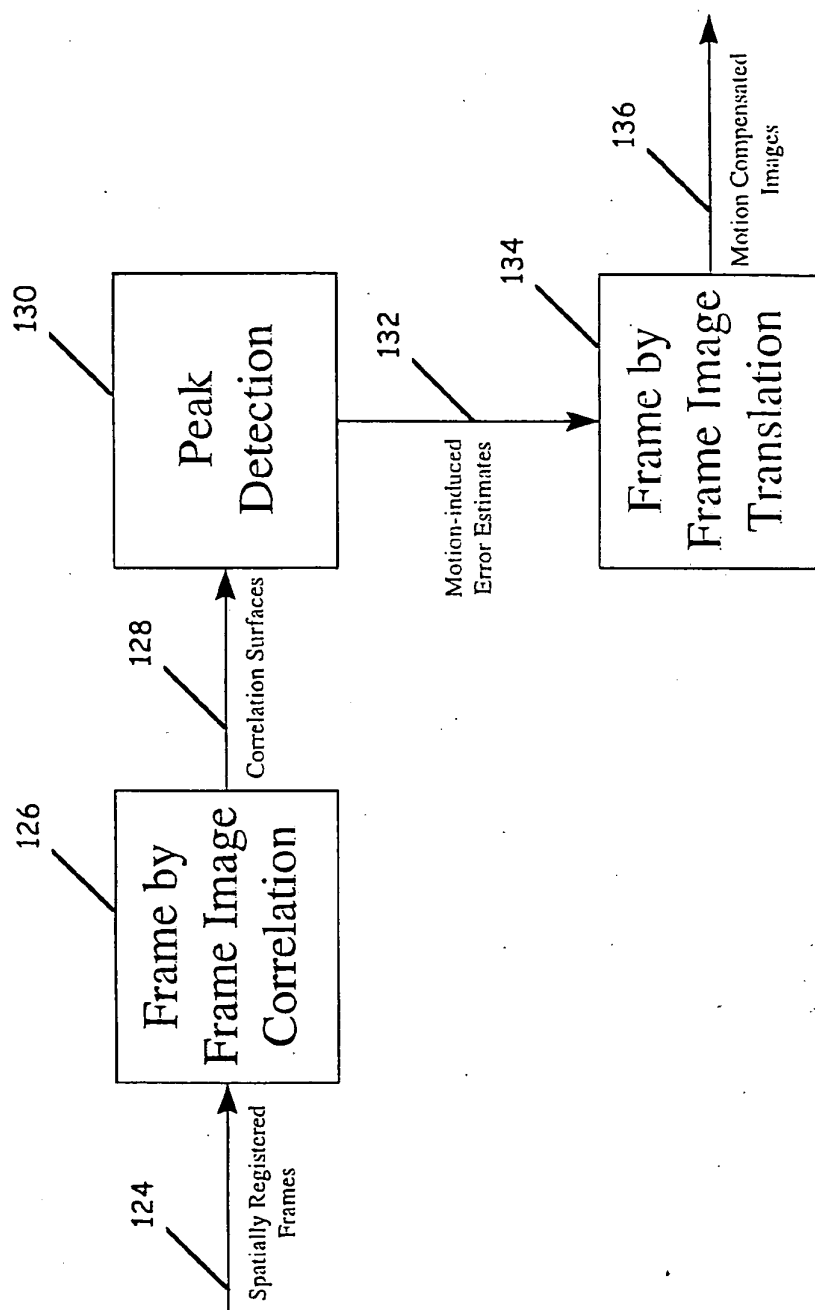 124
Spatially Registered
Frames
126
Frame by
Frame Image
Correlation
128
Correlation Surfaces
130
Peak
Detection
132
Motion-induced
Error Estimates
134
Frame by
Frame Image
Translation
136
Motion Compensated
Images